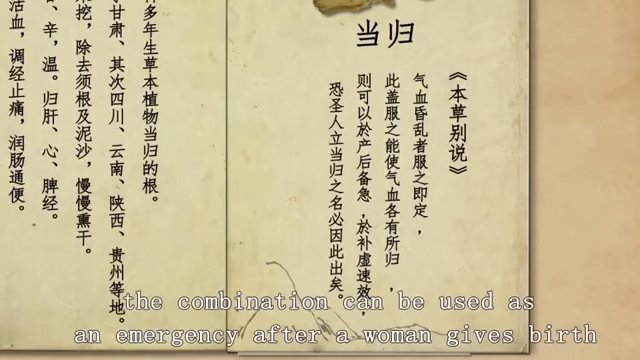 当归
《本草别说》
气血昏乱者服之即定，
此盖服之能使气血各有所归，
则可以於产后备急，於补虚速效，
恐圣人立当归之名必因此出矣。
多年生草本植物当归的根。
甘肃、其次四川、云南、陕西、贵州等地。
挖，除去须根及泥沙，慢慢熏干。
、辛，温。归肝、心、脾经。
活血，调经止痛，润肠通便。
the combination can be used as
an emergency after a woman gives birth